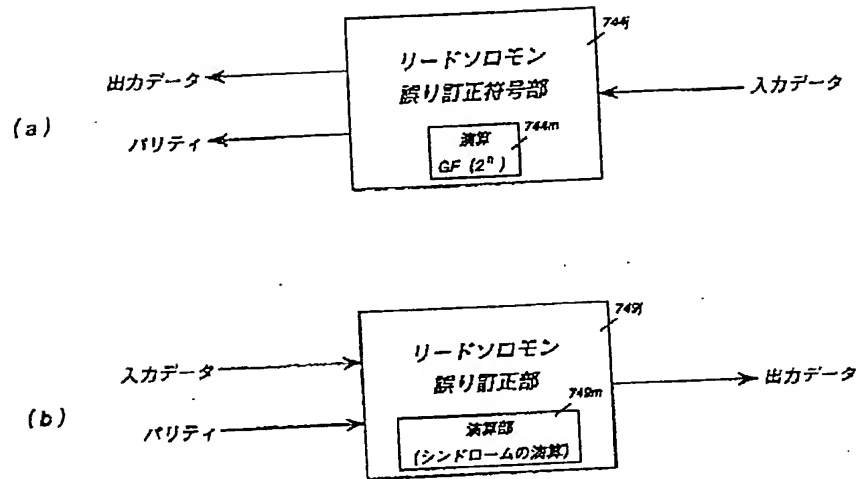 (a)
744j
リードソロモン
誤り訂正符号部
演算
GF (2ⁿ)
744m
出力データ
パリティ
入力データ
(b)
749j
リードソロモン
誤り訂正部
749m
演算部
(シンドロームの演算)
入力データ
パリティ
出力データ